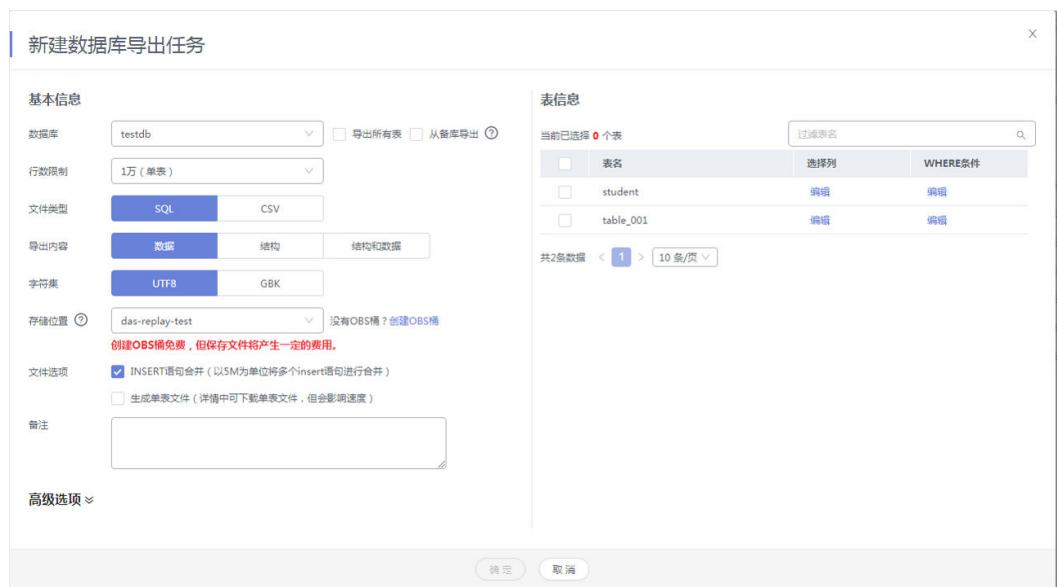 新建数据库导出任务
基本信息
数据库
testdb
导出所有表
从备库导出
行数限制
1万（单表）
文件类型
SQL
CSV
导出内容
数据
结构
结构和数据
字符集
UTF8
GBK
存储位置
das-replay-test
没有OBS桶？创建OBS桶
创建OBS桶免费，但保存文件将产生一定的费用。
文件选项
INSERT语句合并（以5M为单位将多个insert语句进行合并）
生成单表文件（详情中可下载单表文件，但会影响速度）
备注
高级选项
表信息
当前已选择 0 个表
过滤表名
表名
选择列
WHERE条件
student
编辑
编辑
table_001
编辑
编辑
共2条数据
1
10 条/页
确定
取消